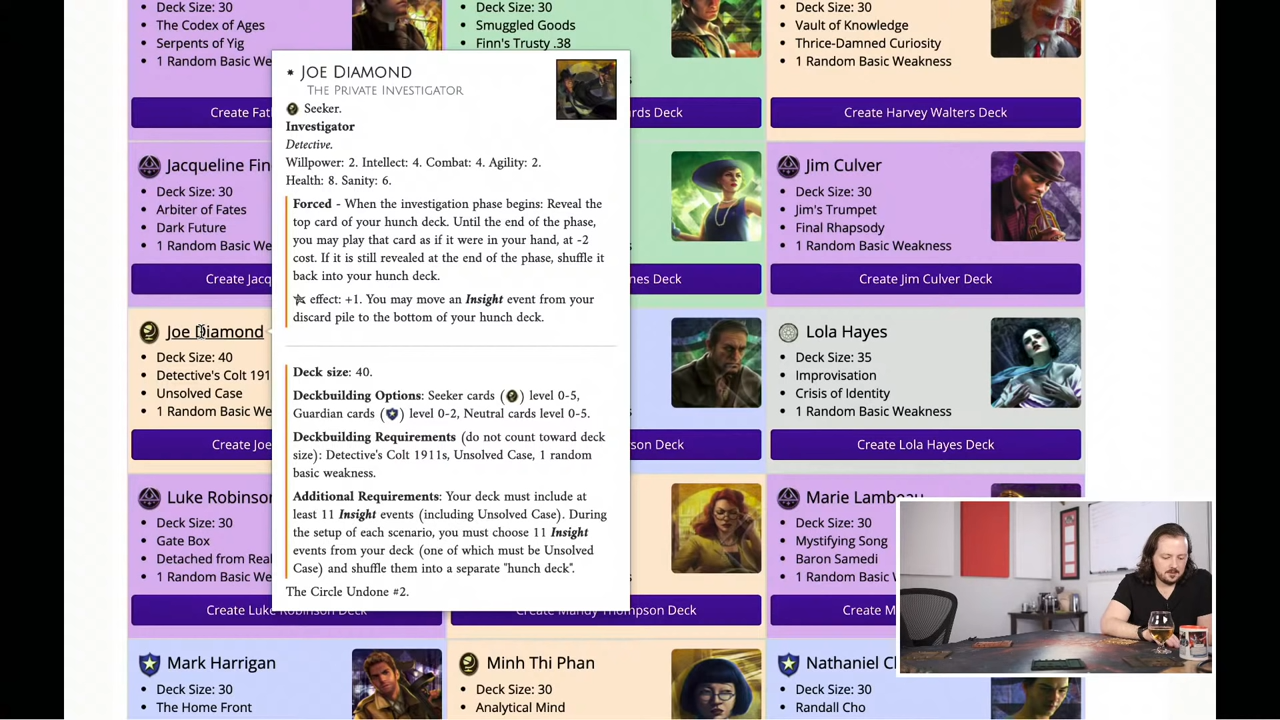 Deck Size: 30
The Codex of Ages
Serpents of Yig
1 Random Basic We
Create Fat
Deck Size: 30
Smuggled Goods
Finn's Trusty .38
rds Deck
Deck Size: 30
Vault of Knowledge
Thrice-Damned Curiosity
1 Random Basic Weakness
Create Harvey Walters Deck
JOE DIAMOND
THE PRIVATE INVESTIGATOR
Seeker.
Investigator
Detective.
Willpower: 2. Intellect: 4. Combat: 4. Agility: 2.
Health: 8. Sanity: 6.
Forced - When the investigation phase begins: Reveal the
top card of your hunch deck. Until the end of the phase,
you may play that card as if it were in your hand, at -2
cost. If it is still revealed at the end of the phase, shuffle it
back into your hunch deck.
effect: +1. You may move an Insight event from your
discard pile to the bottom of your hunch deck.
Deck size: 40.
Deckbuilding Options: Seeker cards ( ) level 0-5,
Guardian cards ( ) level 0-2, Neutral cards level 0-5.
Deckbuilding Requirements (do not count toward deck
size): Detective's Colt 1911s, Unsolved Case, 1 random
basic weakness.
Additional Requirements: Your deck must include at
least 11 Insight events (including Unsolved Case). During
the setup of each scenario, you must choose 11 Insight
events from your deck (one of which must be Unsolved
Case) and shuffle them into a separate "hunch deck".
The Circle Undone #2.
Jacqueline Fin
Deck Size: 30
Arbiter of Fates
Dark Future
1 Random Basic We
Create Jacq
nes Deck
Jim Culver
Deck Size: 30
Jim's Trumpet
Final Rhapsody
1 Random Basic Weakness
Create Jim Culver Deck
Joe Diamond
Deck Size: 40
Detective's Colt 191
Unsolved Case
1 Random Basic We
Create Joe
son Deck
Lola Hayes
Deck Size: 35
Improvisation
Crisis of Identity
1 Random Basic Weakness
Create Lola Hayes Deck
Luke Robinson
Deck Size: 30
Gate Box
Detached from Real
1 Random Basic We
Create Luke Robinson Deck
Create Mandy Thompson Deck
Marie Lambeau
Deck Size: 30
Mystifying Song
Baron Samedi
1 Random Basic Weakness
Create M
Mark Harrigan
Deck Size: 30
The Home Front
Minh Thi Phan
Deck Size: 30
Analytical Mind
Nathaniel Ch
Deck Size: 30
Randall Cho